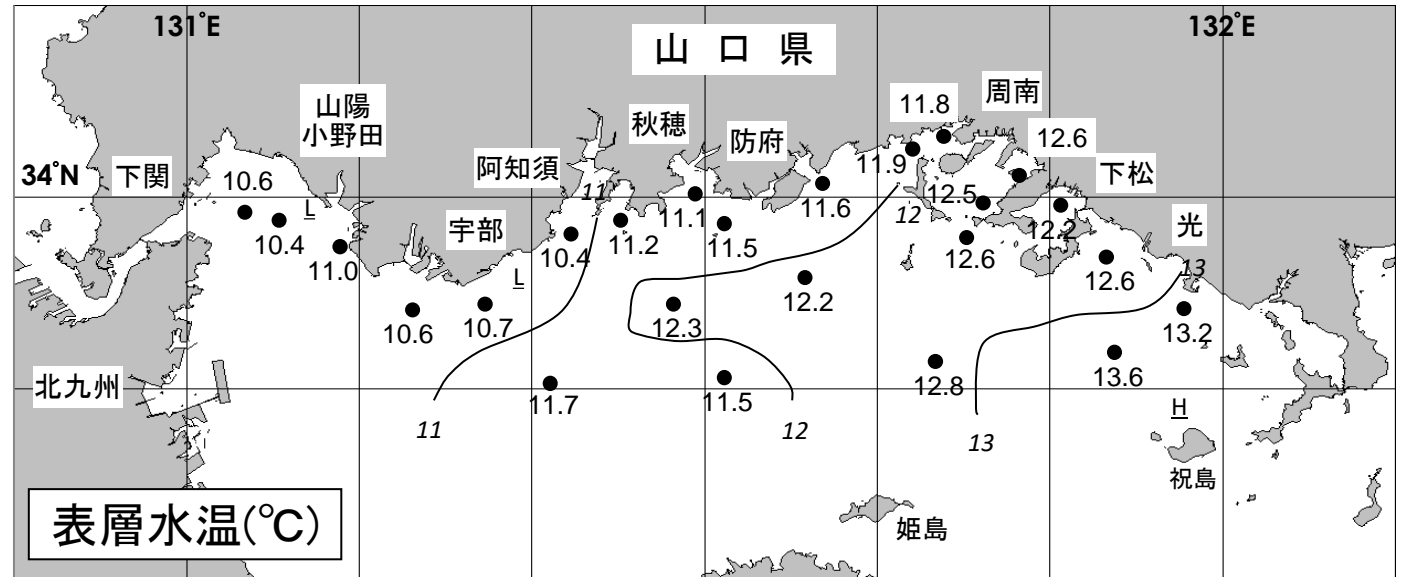 131°E
132°E
山 口 県
11.8
周南
山陽
小野田
秋穂
防府
12.6
11.9
阿知須
下松
34°N
下関
10.6
L
11
12.5
12
11.1
11.6
12.2
光
10.4
宇部
11.2
11.5
10.4
11.0
12.6
12.6
13
L
12.2
10.6
10.7
12.3
13.2
12.8
13.6
北九州
11.7
11.5
H
11
12
13
祝島
表層水温(℃)
姫島